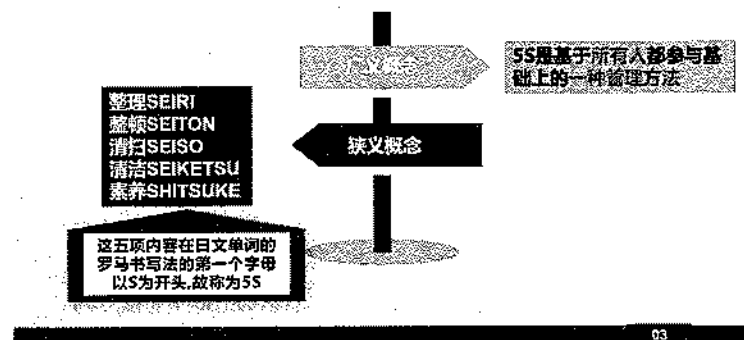 广义概念
5S是基于所有人都参与基
础上的一种管理方法
整理SEIRI
整顿SEITON
清扫SEISO
清洁SEIKETSU
素养SHITSUKE
狭义概念
这五项内容在日文单词的
罗马书写法的第一个字母
以S为开头,故称为5S
03